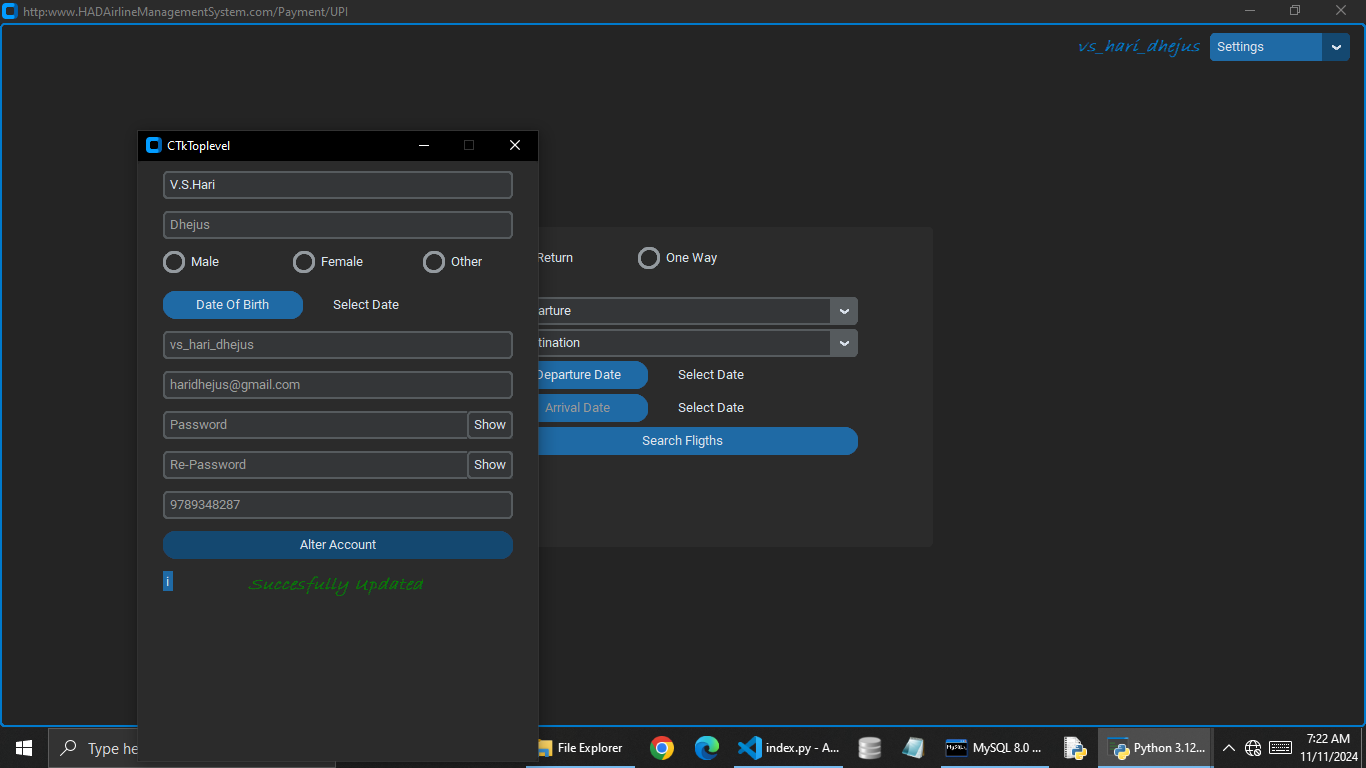 http:www.HADAirlineManagementSystem.com/Payment/UPI
vs_hari_dhejus
Settings
CTkToplevel
V.S.Hari
Dhejus
Male Female Other
Date Of Birth Select Date
vs_hari_dhejus
haridhejus@gmail.com
Password Show
Re-Password Show
9789348287
Alter Account
i Succesfully Updated
Return One Way
arture
tination
Departure Date Select Date
Arrival Date Select Date
Search Fligths
Type he
File Explorer
index.py - A...
MySQL 8.0 ...
Python 3.12...
7:22 AM
11/11/2024